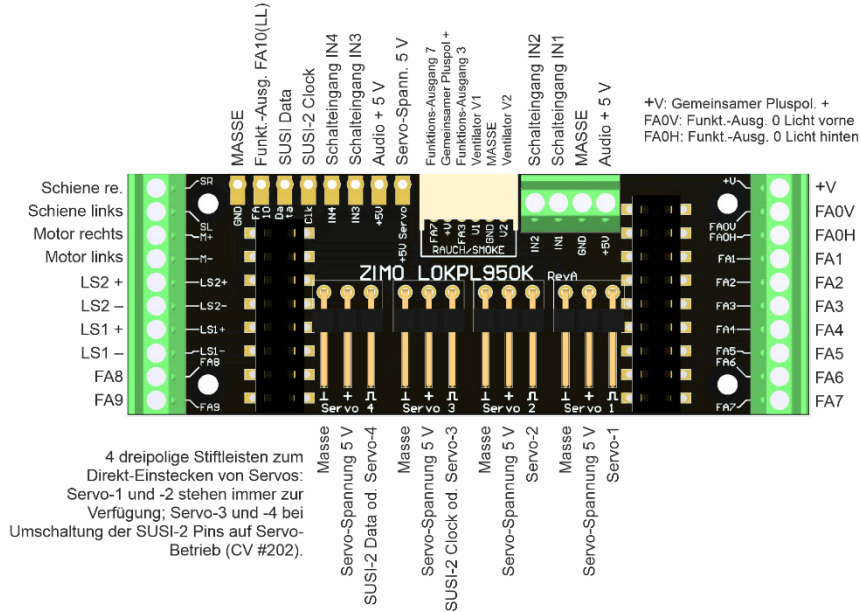 MASSE
Funkt.-Ausg. FA10(LL)
SUSI Data
SUSI-2 Clock
Schalteingang IN4
Schalteingang IN3
Audio + 5 V
Servo-Spann. 5 V
Funktions-Ausgang 7
Gemeinsamer Pluspol +
Funktions-Ausgang 3
Ventilator V1
MASSE
Ventilator V2
Schalteingang IN2
Schalteingang IN1
MASSE
Audio + 5 V
+V: Gemeinsamer Pluspol. +
FA0V: Funkt.-Ausg. 0 Licht vorne
FA0H: Funkt.-Ausg. 0 Licht hinten
Schiene re.
Schiene links
Motor rechts
Motor links
LS2 +
LS2 –
LS1 +
LS1 –
FA8
FA9
SR
SL
M+
M-
LS2+
LS2-
LS1+
LS1-
FA8
FA9
GND
FA
10
Da
ta
Clk
IN4
IN3
+5V
+5V Servo
FA7
+V
FA3
V1
GND
V2
RAUCH/SMOKE
IN2
IN1
GND
+5V
ZIMO LOKPL950K RevA
+V
FA0V
FA0H
FA1
FA2
FA3
FA4
FA5
FA6
FA7
+V
FA0V
FA0H
FA1
FA2
FA3
FA4
FA5
FA6
FA7
⊥ +
Servo 4
⊥ +
Servo 3
⊥ +
Servo 2
⊥ +
Servo 1
Masse
Servo-Spannung 5 V
SUSI-2 Data od. Servo-4
Masse
Servo-Spannung 5 V
SUSI-2 Clock od. Servo-3
Masse
Servo-Spannung 5 V
Servo-2
Masse
Servo-Spannung 5 V
Servo-1
4 dreipolige Stiftleisten zum
Direkt-Einstecken von Servos:
Servo-1 und -2 stehen immer zur
Verfügung; Servo-3 und -4 bei
Umschaltung der SUSI-2 Pins auf Servo-
Betrieb (CV #202).